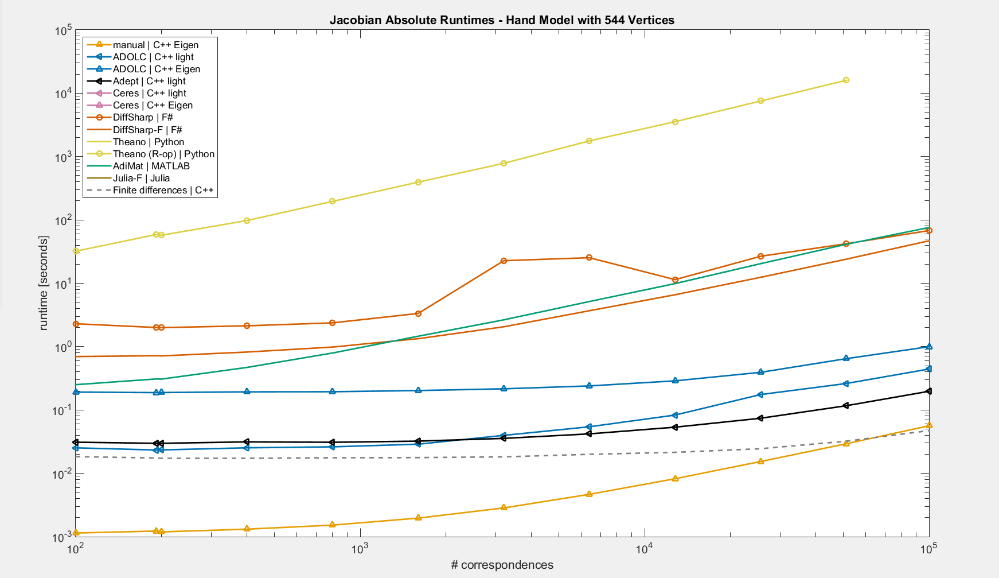 Jacobian Absolute Runtimes - Hand Model with 544 Vertices
10^5
10^4
10^3
10^2
10^1
10^0
10^-1
10^-2
10^-3
runtime [seconds]
manual | C++ Eigen
ADOLC | C++ light
ADOLC | C++ Eigen
Adept | C++ light
Ceres | C++ light
Ceres | C++ Eigen
DiffSharp | F#
DiffSharp-F | F#
Theano | Python
Theano (R-op) | Python
AdiMat | MATLAB
Julia-F | Julia
Finite differences | C++
10^2 10^3 10^4 10^5
# correspondences